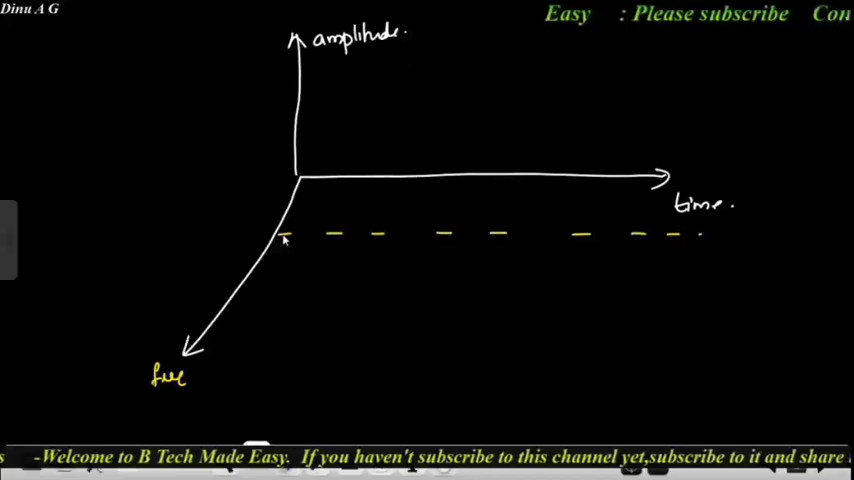 Dinu A G
Easy : Please subscribe Con
amplitude.
time.
s -Welcome to B Tech Made Easy. If you haven't subscribe to this channel yet,subscribe to it and share